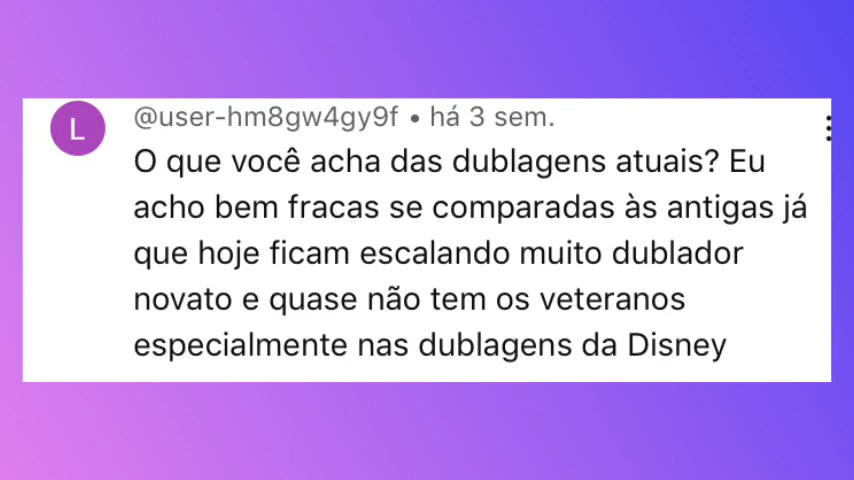 L
@user-hm8gw4gy9f • há 3 sem.
O que você acha das dublagens atuais? Eu
acho bem fracas se comparadas às antigas já
que hoje ficam escalando muito dublador
novato e quase não tem os veteranos
especialmente nas dublagens da Disney